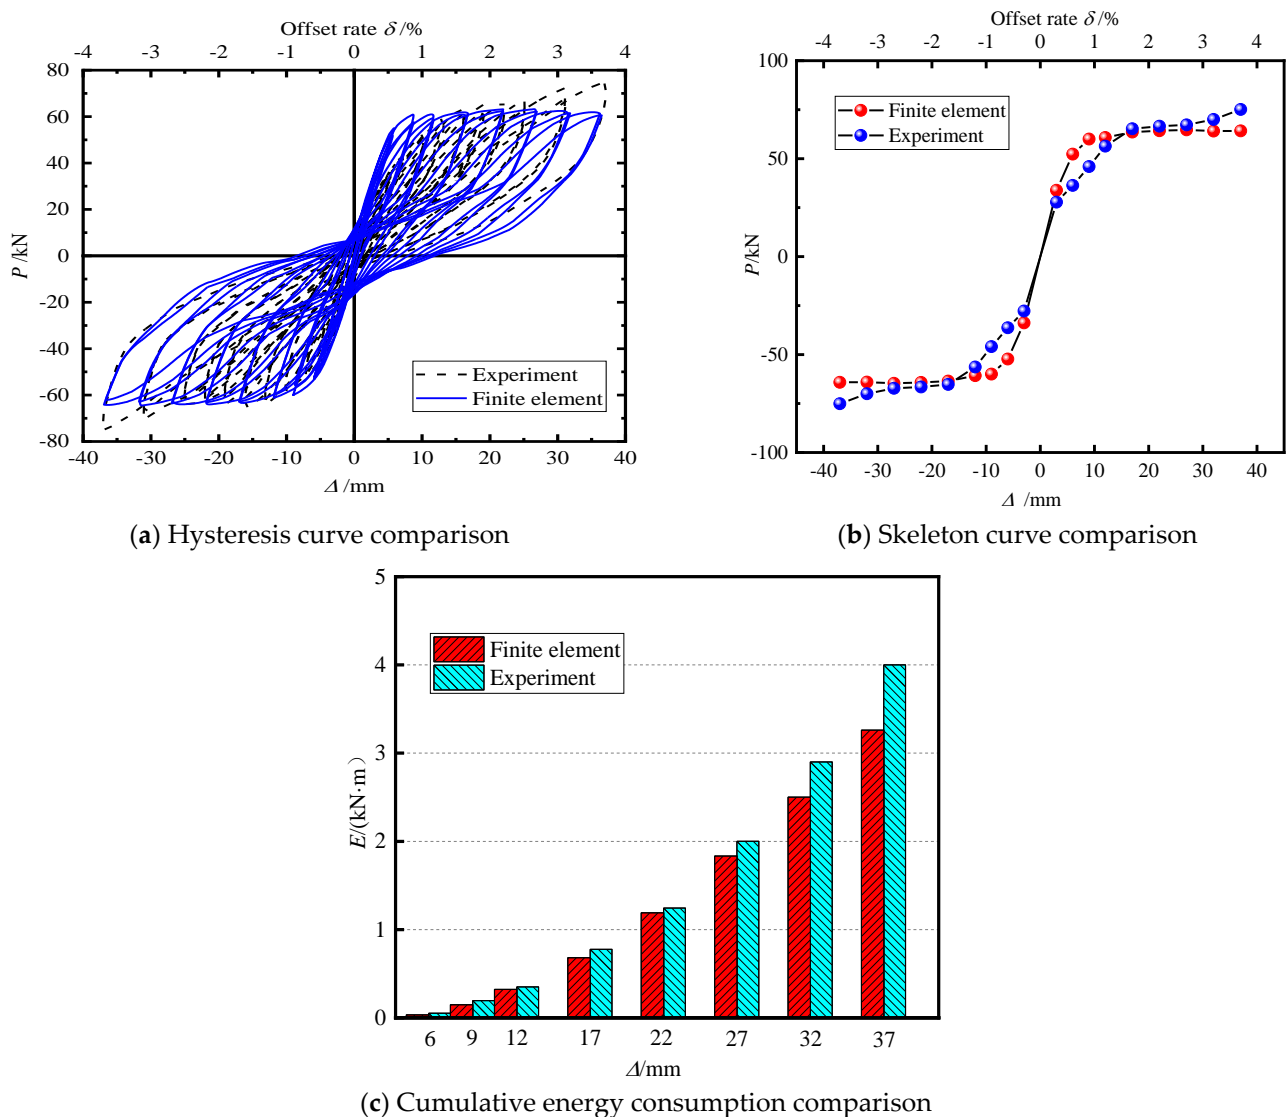 Offset rate δ /%
-4 -3 -2 -1 0 1 2 3 4
80
60
40
20
0
-20
-40
-60
-80
P /kN
Experiment
Finite element
-40 -30 -20 -10 0 10 20 30 40
Δ /mm
(a) Hysteresis curve comparison
Offset rate δ /%
-4 -3 -2 -1 0 1 2 3 4
100
50
0
-50
-100
P/kN
Finite element
Experiment
-40 -30 -20 -10 0 10 20 30 40
Δ /mm
(b) Skeleton curve comparison
5
4
3
2
1
0
E/(kN·m)
Finite element
Experiment
6 9 12 17 22 27 32 37
Δ/mm
(c) Cumulative energy consumption comparison